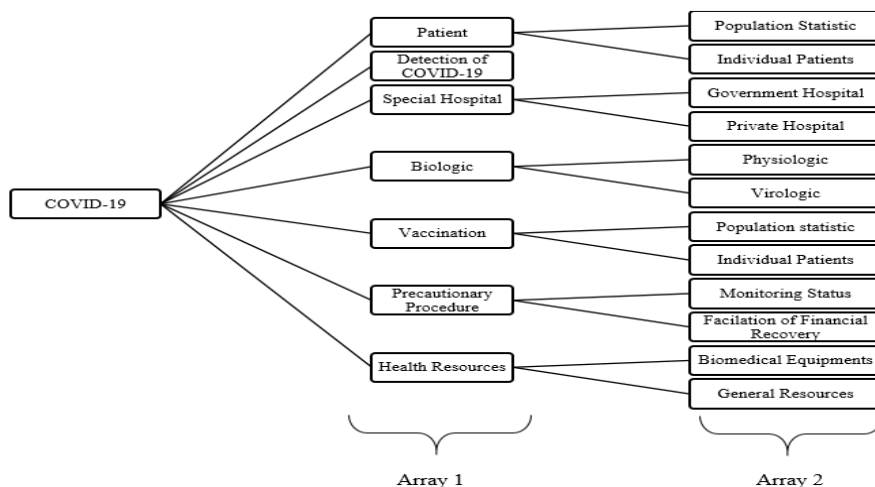 COVID-19
Patient
Detection of
COVID-19
Special Hospital
Biologic
Vaccination
Precautionary
Procedure
Health Resources
Population Statistic
Individual Patients
Government Hospital
Private Hospital
Physiologic
Virologic
Population statistic
Individual Patients
Monitoring Status
Facilation of Financial
Recovery
Biomedical Equipments
General Resources
Array 1
Array 2